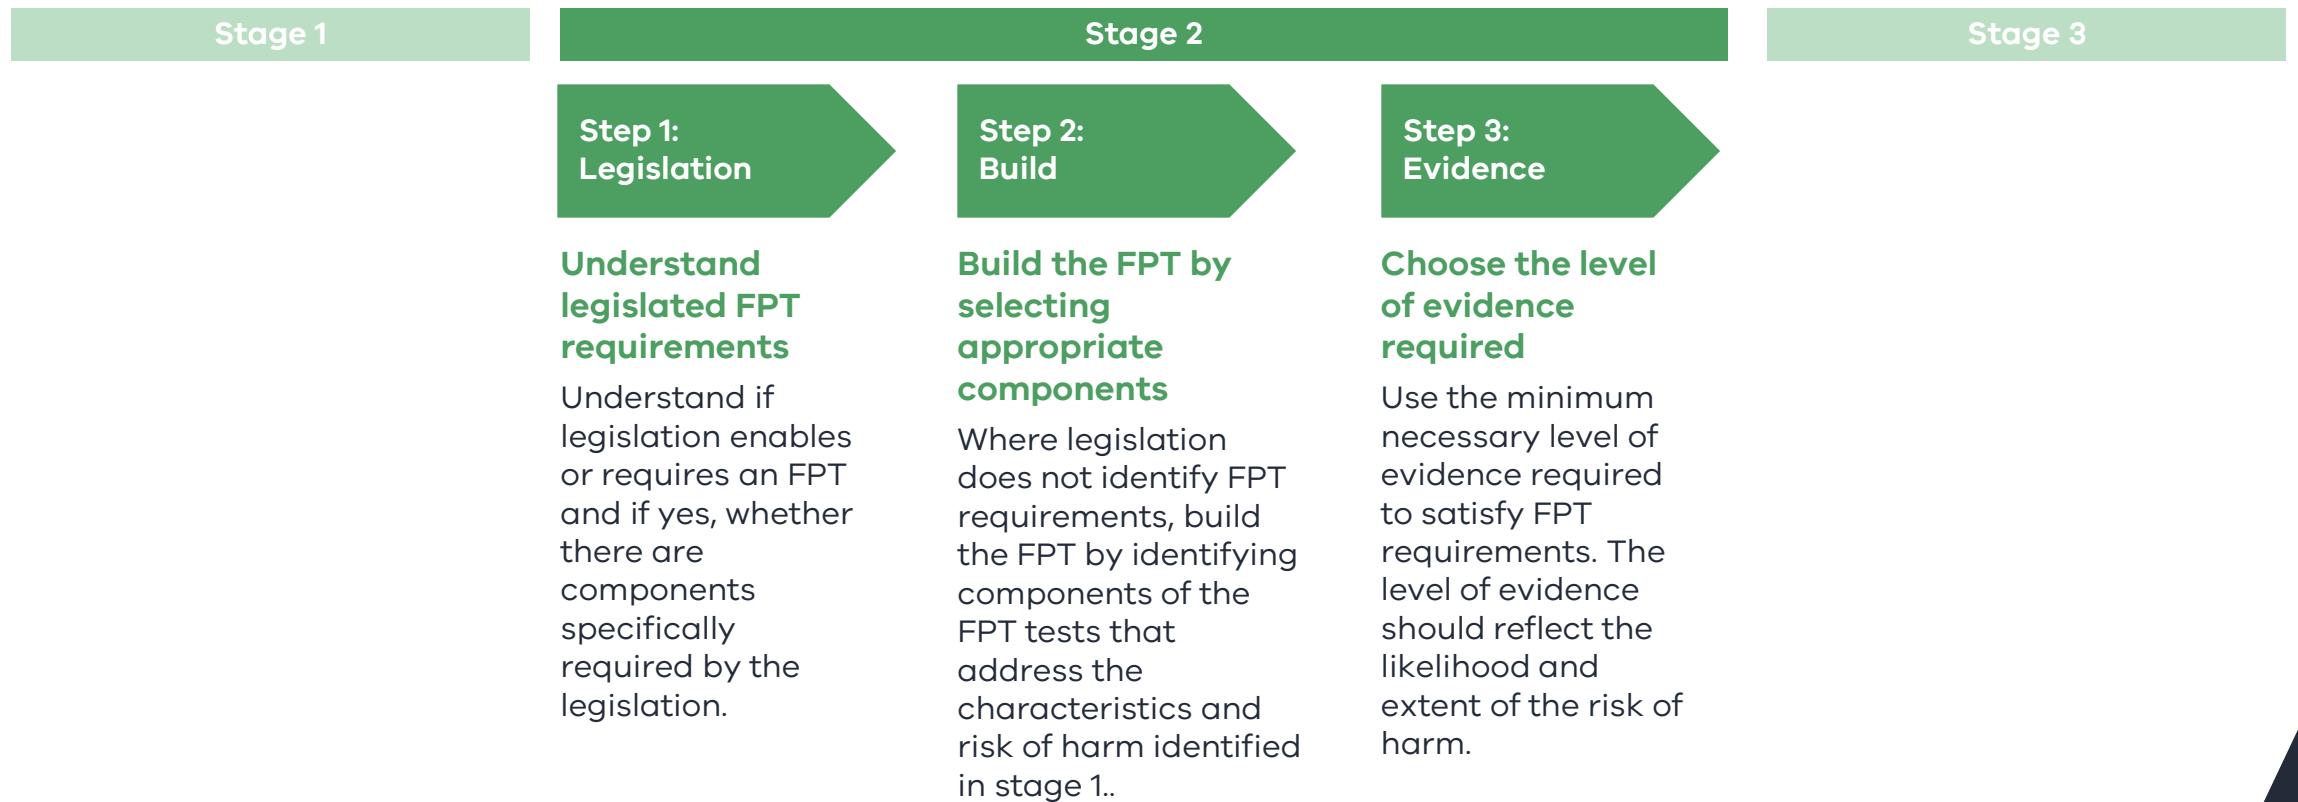 Stage 1
Stage 2
Stage 3
Step 1:
Legislation
Understand
legislated FPT
requirements
Understand if
legislation enables
or requires an FPT
and if yes, whether
there are
components
specifically
required by the
legislation.
Step 2:
Build
Build the FPT by
selecting
appropriate
components
Where legislation
does not identify FPT
requirements, build
the FPT by identifying
components of the
FPT tests that
address the
characteristics and
risk of harm identified
in stage 1..
Step 3:
Evidence
Choose the level
of evidence
required
Use the minimum
necessary level of
evidence required
to satisfy FPT
requirements. The
level of evidence
should reflect the
likelihood and
extent of the risk of
harm.